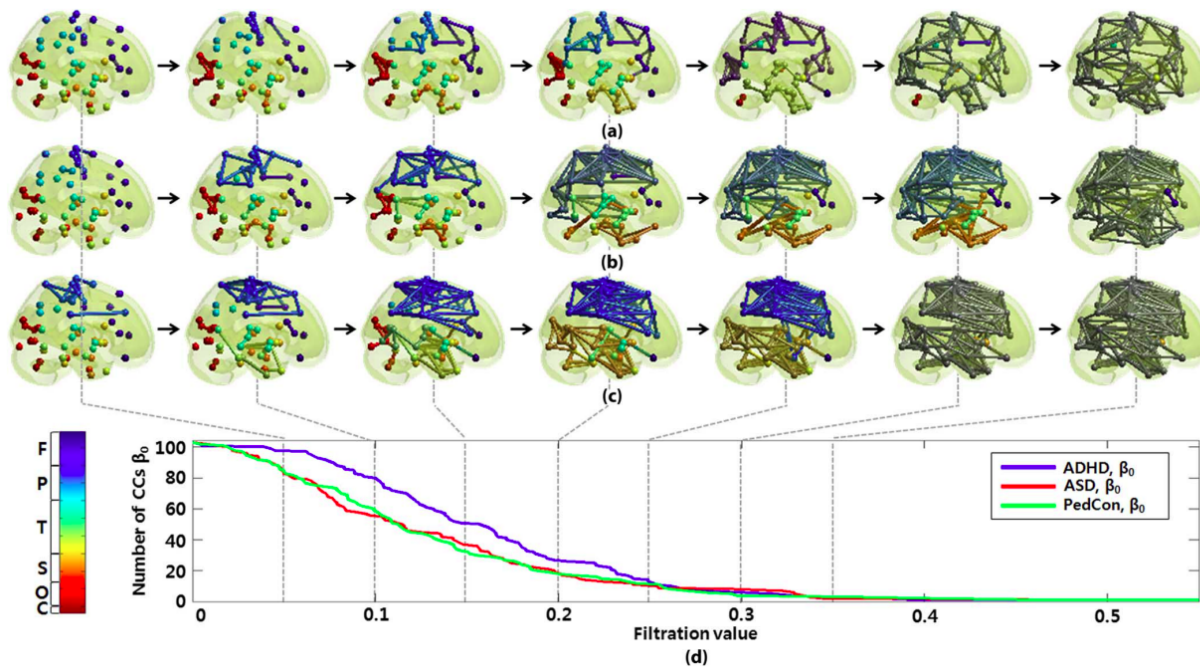 (a)
(b)
(c)
F
P
T
S
O
C
Number of CCs β₀
100
80
60
40
20
0
ADHD, β₀
ASD, β₀
PedCon, β₀
0 0.1 0.2 0.3 0.4 0.5
Filtration value
(d)